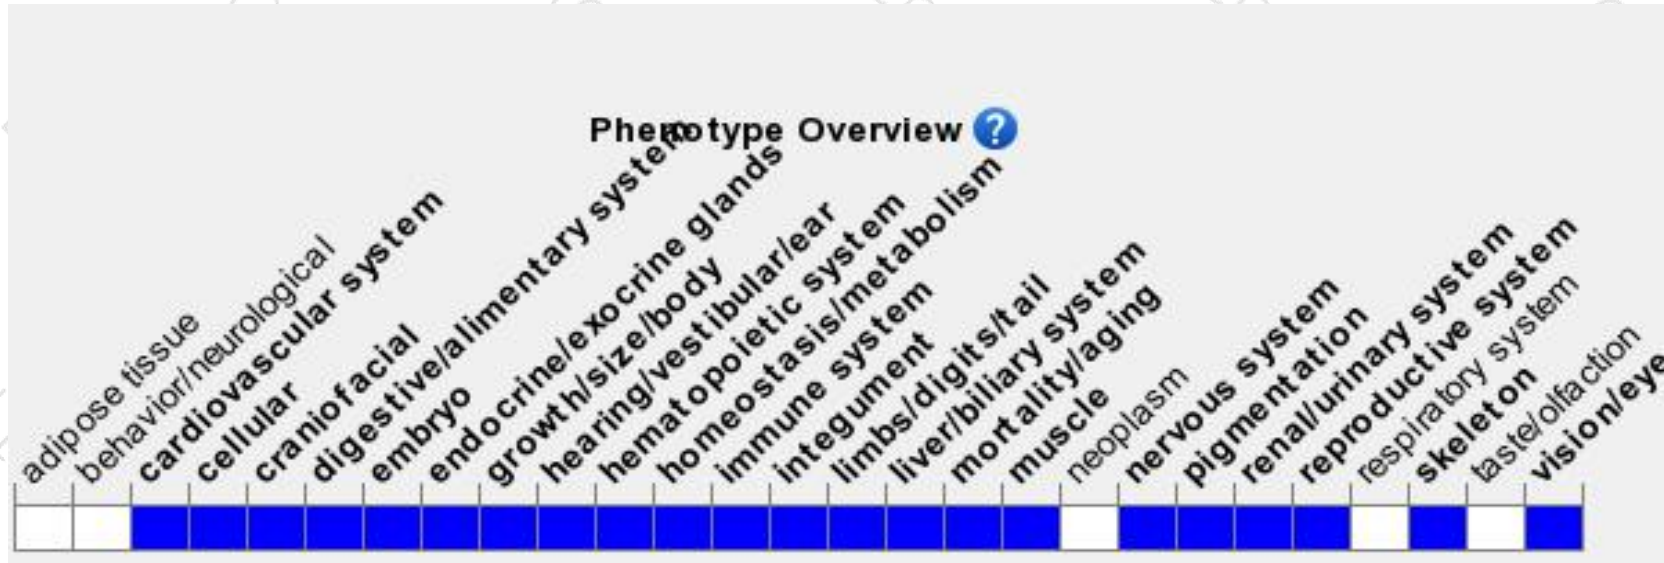 Phenotype Overview ?
adipose tissue
behavior/neurological
cardiovascular system
cellular
craniofacial
digestive/alimentary system
embryo
endocrine/exocrine glands
growth/size/body
hearing/vestibular/ear
hematopoietic system
homeostasis/metabolism
immune system
integument
limbs/digits/tail
liver/biliary system
mortality/aging
muscle
neoplasm
nervous system
pigmentation
renal/urinary system
reproductive system
respiratory system
skeleton
taste/olfaction
vision/eye